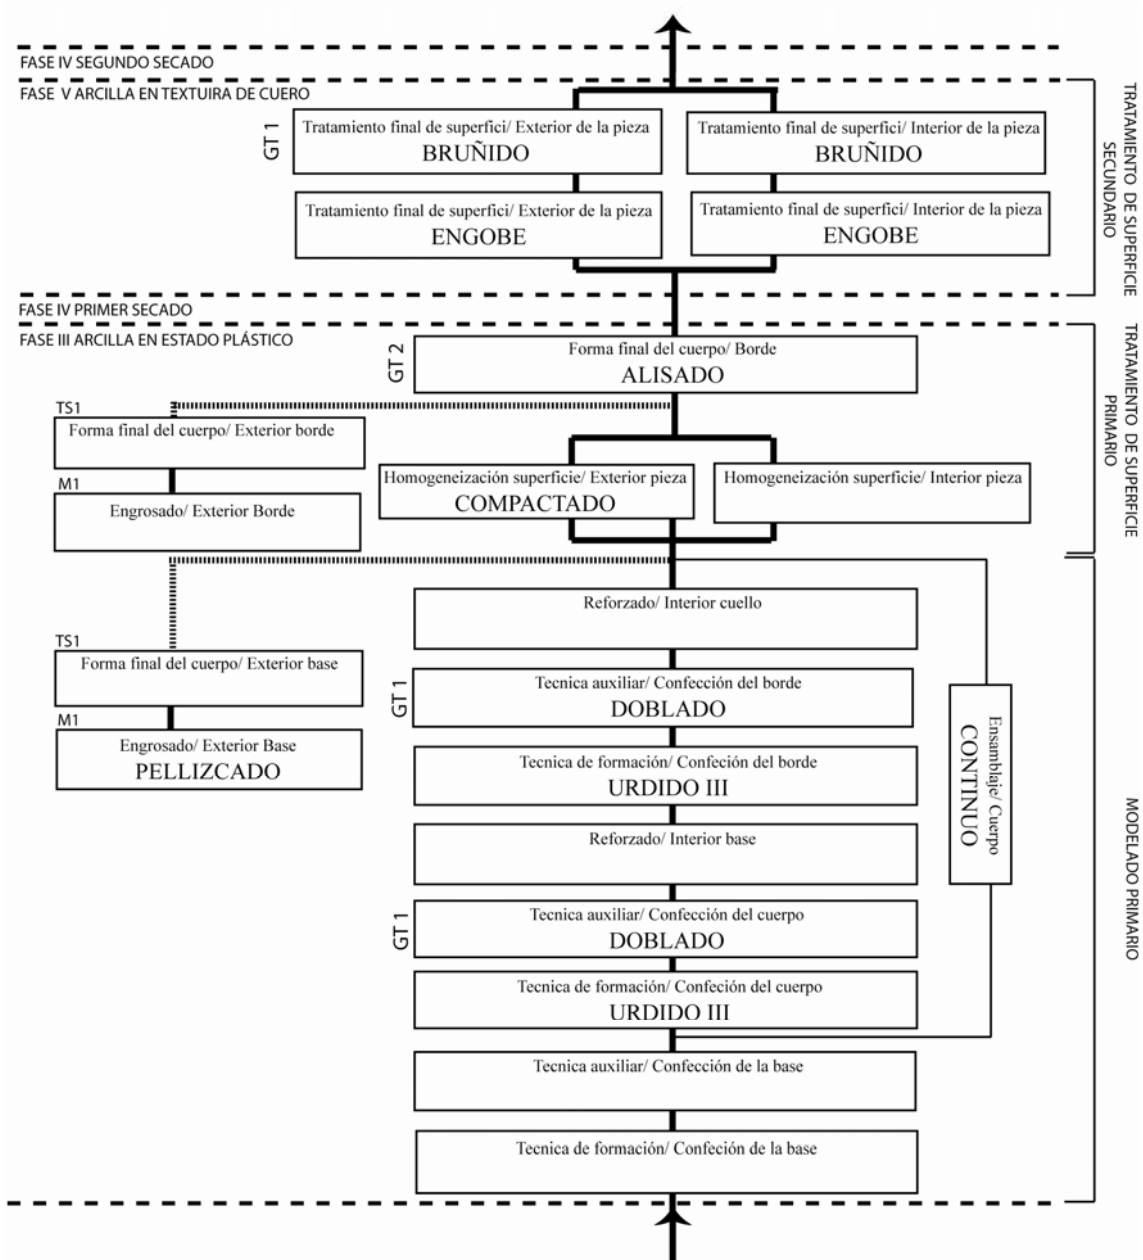 FASE IV SEGUNDO SECADO
FASE V ARCILLA EN TEXTUIRA DE CUERO
GT 1
Tratamiento final de superfici/ Exterior de la pieza
BRUÑIDO
Tratamiento final de superfici/ Interior de la pieza
BRUÑIDO
Tratamiento final de superfici/ Exterior de la pieza
ENGOBE
Tratamiento final de superfici/ Interior de la pieza
ENGOBE
TRATAMIENTO DE SUPERFICIE
SECUNDARIO
FASE IV PRIMER SECADO
FASE III ARCILLA EN ESTADO PLÁSTICO
GT 2
Forma final del cuerpo/ Borde
ALISADO
TS1
Forma final del cuerpo/ Exterior borde
M1
Engrosado/ Exterior Borde
Homogeneización superficie/ Exterior pieza
COMPACTADO
Homogeneización superficie/ Interior pieza
TRATAMIENTO DE SUPERFICIE
PRIMARIO
Reforzado/ Interior cuello
TS1
Forma final del cuerpo/ Exterior base
M1
Engrosado/ Exterior Base
PELLIZCADO
GT 1
Tecnica auxiliar/ Confección del borde
DOBLADO
Tecnica de formación/ Confeción del borde
URDIDO III
Reforzado/ Interior base
GT 1
Tecnica auxiliar/ Confección del cuerpo
DOBLADO
Tecnica de formación/ Confeción del cuerpo
URDIDO III
Tecnica auxiliar/ Confección de la base
Tecnica de formación/ Confeción de la base
Ensamblaje/ Cuerpo
CONTINUO
MODELADO PRIMARIO